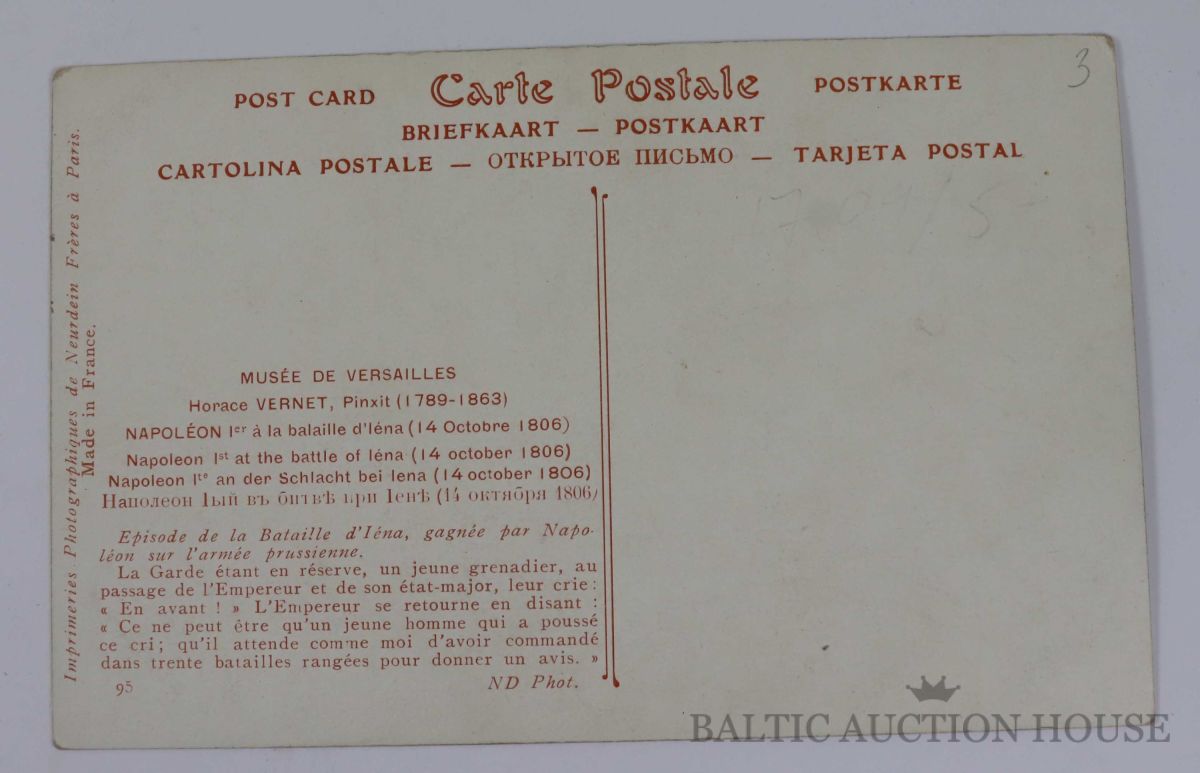 3
POST CARD Carte Postale POSTKARTE
BRIEFKAART — POSTKAART
CARTOLINA POSTALE — ОТКРЫТОЕ ПИСЬМО — TARJETA POSTAL
Imprimeries Photographiques de Neurdein Frères à Paris.
Made in France.
MUSÉE DE VERSAILLES
Horace VERNET, Pinxit (1789-1863)
NAPOLÉON Ier à la balaille d'Iéna (14 Octobre 1806)
Napoleon Ist at the battle of Iéna (14 october 1806)
Napoleon Ite an der Schlacht bei Iena (14 october 1806)
Наполеон 1ый въ битвѣ при Іенѣ (14 октября 1806)
Episode de la Bataille d'Iéna, gagnée par Napo-
léon sur l'armée prussienne.
La Garde étant en réserve, un jeune grenadier, au
passage de l'Empereur et de son état-major, leur crie :
« En avant ! » L'Empereur se retourne en disant :
« Ce ne peut être qu'un jeune homme qui a poussé
ce cri ; qu'il attende comme moi d'avoir commandé
dans trente batailles rangées pour donner un avis. »
95 ND Phot.
BALTIC AUCTION HOUSE